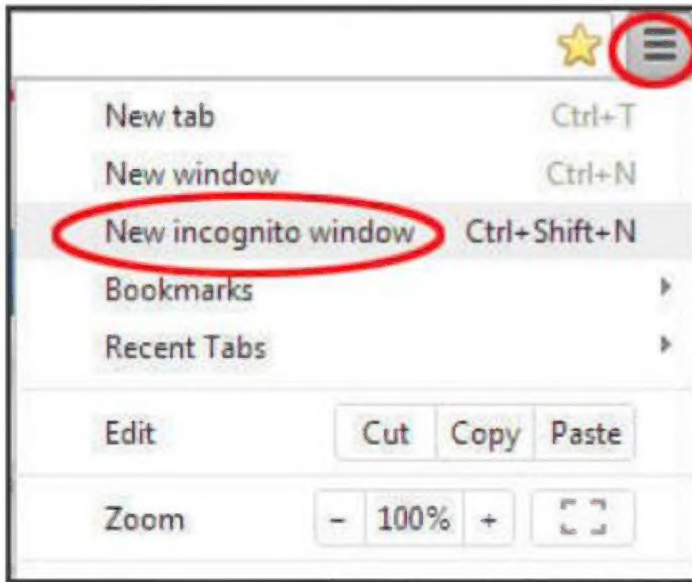 New tab Ctrl+T
New window Ctrl+N
New incognito window Ctrl+Shift+N
Bookmarks
Recent Tabs
Edit Cut Copy Paste
Zoom - 100% +